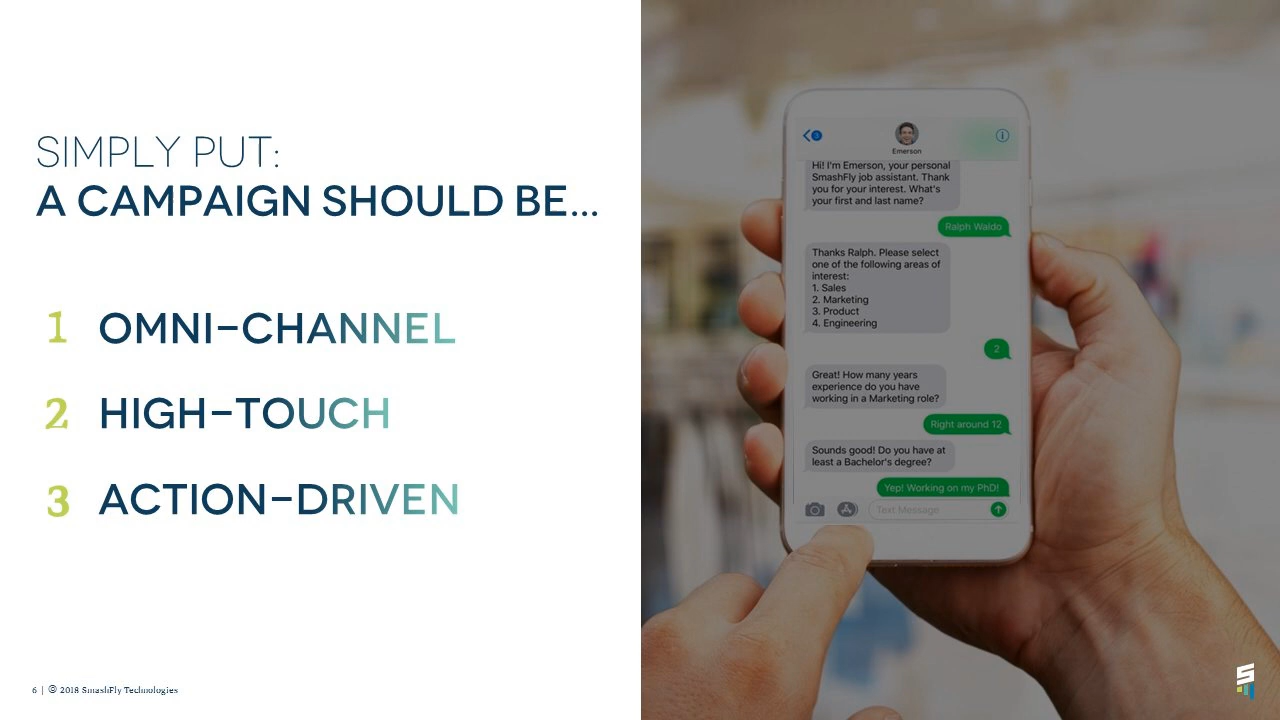 SIMPLY PUT:
A CAMPAIGN SHOULD BE...
1 OMNI-CHANNEL
2 HIGH-TOUCH
3 ACTION-DRIVEN
6 | © 2018 SmashFly Technologies
3
Emerson
Hi! I'm Emerson, your personal
SmashFly job assistant. Thank
you for your interest. What's
your first and last name?
Ralph Waldo
Thanks Ralph. Please select
one of the following areas of
interest:
1. Sales
2. Marketing
3. Product
4. Engineering
2
Great! How many years
experience do you have
working in a Marketing role?
Right around 12
Sounds good! Do you have at
least a Bachelor's degree?
Yep! Working on my PhD!
Text Message